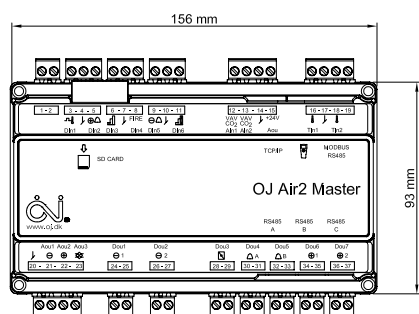 156 mm
1 - 2 3 - 4 - 5 6 - 7 - 8 9 - 10 - 11 12 - 13 - 14 - 15 16 - 17 - 18 - 19
FIRE VAV VAV +24V
CO2 CO2
DIn1 DIn2 DIn3 DIn4 DIn5 DIn6 AIn1 AIn2 Aou TIn1 TIn2
SD CARD
TCP/IP MODBUS
RS485
93 mm
OJ Air2 Master
OJ
www.oj.dk
RS485 RS485 RS485
A B C
Aou1 Aou2 Aou3 Dou1 Dou2 Dou3 Dou4 Dou5 Dou6 Dou7
1 2 A B 1 2
20 - 21 - 22 - 23 24 - 25 26 - 27 28 - 29 30 - 31 32 - 33 34 - 35 36 - 37